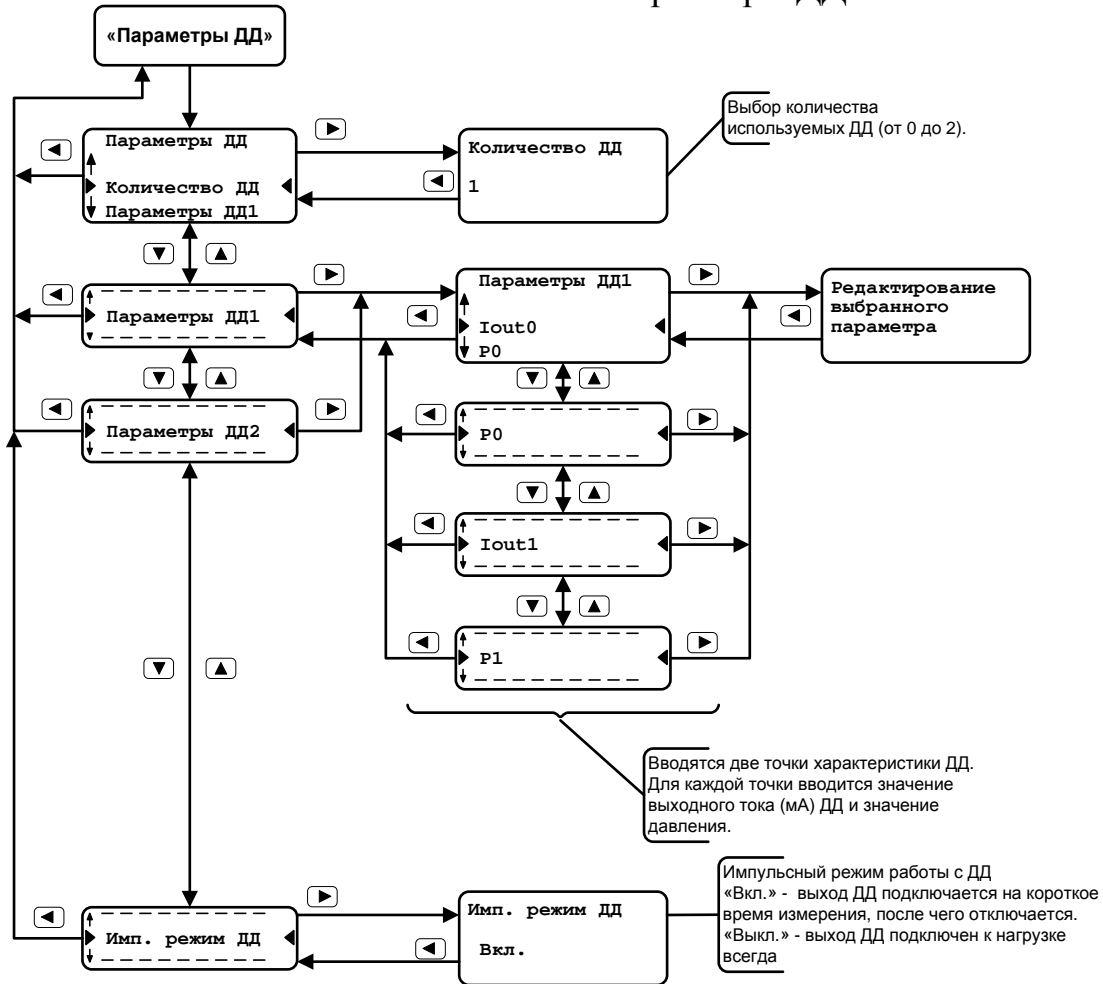 «Параметры ДД»
Параметры ДД
Количество ДД
Параметры ДД1
Количество ДД
1
Выбор количества
используемых ДД (от 0 до 2).
Параметры ДД1
Параметры ДД1
Iout0
P0
Редактирование
выбранного
параметра
Параметры ДД2
P0
Iout1
P1
Вводятся две точки характеристики ДД.
Для каждой точки вводится значение
выходного тока (мА) ДД и значение
давления.
Имп. режим ДД
Имп. режим ДД
Вкл.
Импульсный режим работы с ДД
«Вкл.» - выход ДД подключается на короткое
время измерения, после чего отключается.
«Выкл.» - выход ДД подключен к нагрузке
всегда